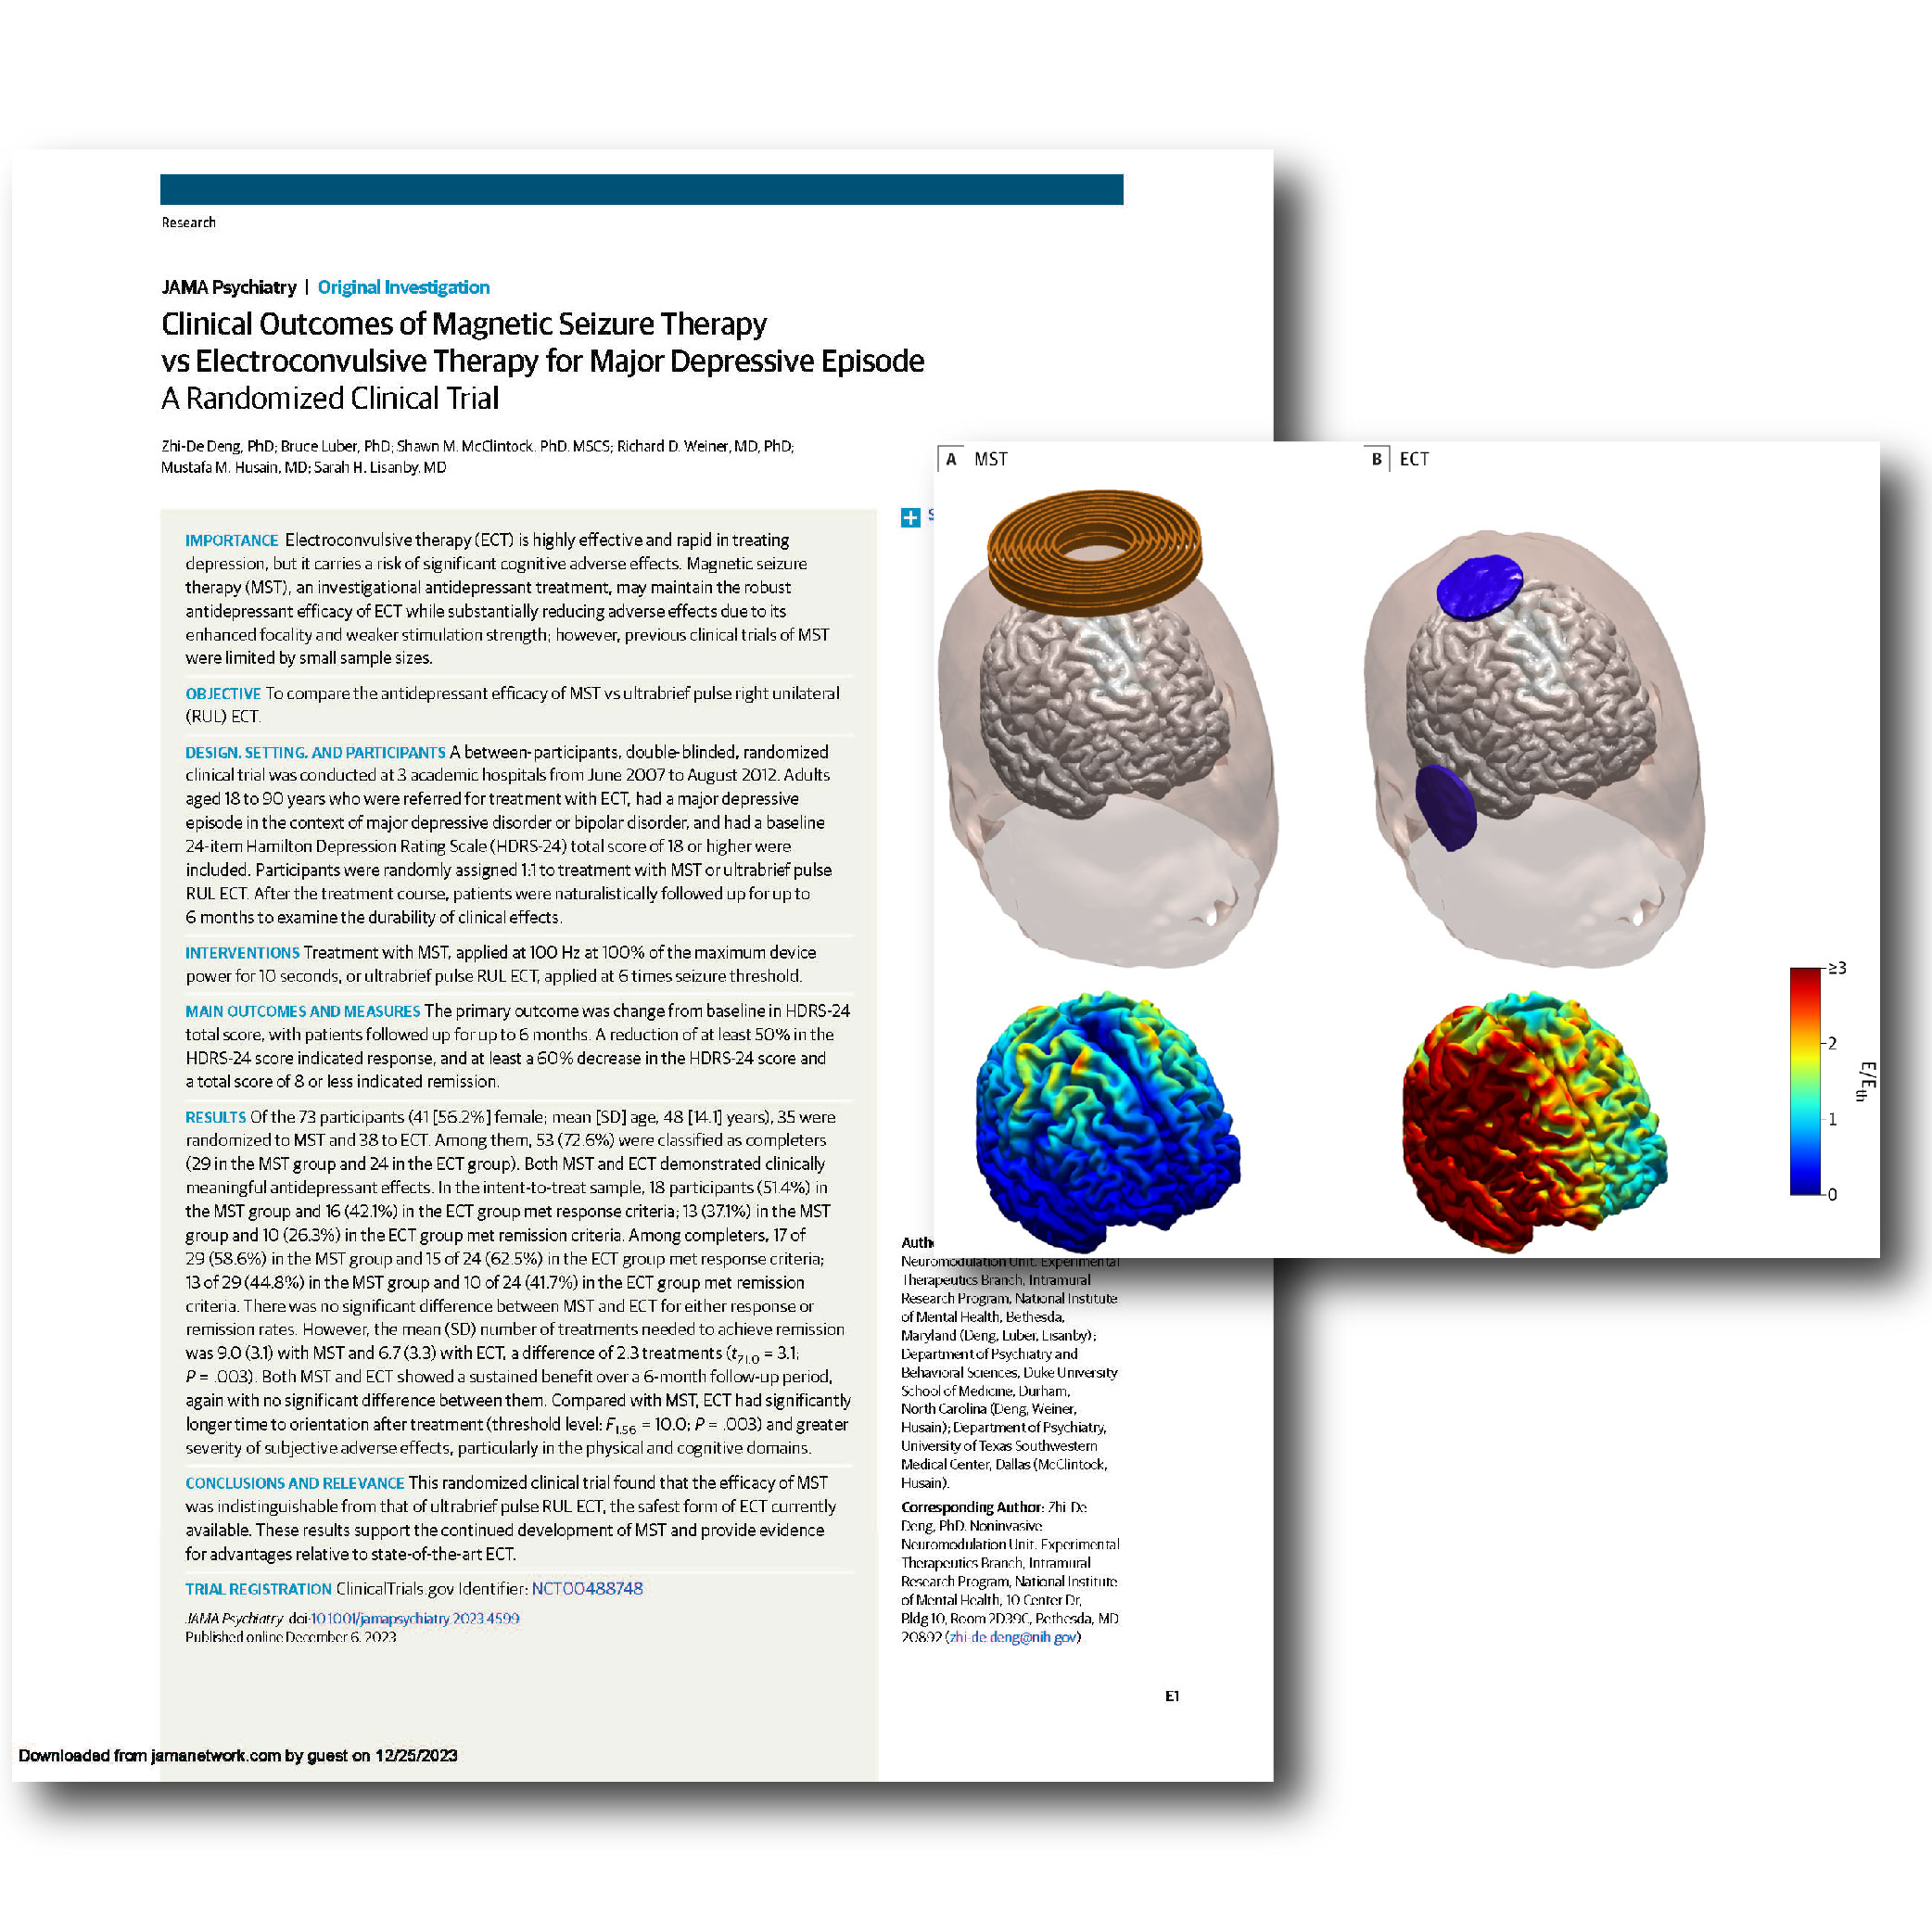 Research
JAMA Psychiatry | Original Investigation
Clinical Outcomes of Magnetic Seizure Therapy
vs Electroconvulsive Therapy for Major Depressive Episode
A Randomized Clinical Trial
Zhi-De Deng, PhD; Bruce Luber, PhD; Shawn M. McClintock, PhD, MSCS; Richard D. Weiner, MD, PhD;
Mustafa M. Husain, MD; Sarah H. Lisanby, MD
IMPORTANCE Electroconvulsive therapy (ECT) is highly effective and rapid in treating
depression, but it carries a risk of significant cognitive adverse effects. Magnetic seizure
therapy (MST), an investigational antidepressant treatment, may maintain the robust
antidepressant efficacy of ECT while substantially reducing adverse effects due to its
enhanced focality and weaker stimulation strength; however, previous clinical trials of MST
were limited by small sample sizes.
OBJECTIVE To compare the antidepressant efficacy of MST vs ultrabrief pulse right unilateral
(RUL) ECT.
DESIGN, SETTING, AND PARTICIPANTS A between-participants, double-blinded, randomized
clinical trial was conducted at 3 academic hospitals from June 2007 to August 2012. Adults
aged 18 to 90 years who were referred for treatment with ECT, had a major depressive
episode in the context of major depressive disorder or bipolar disorder, and had a baseline
24-item Hamilton Depression Rating Scale (HDRS-24) total score of 18 or higher were
included. Participants were randomly assigned 1:1 to treatment with MST or ultrabrief pulse
RUL ECT. After the treatment course, patients were naturalistically followed up for up to
6 months to examine the durability of clinical effects.
INTERVENTIONS Treatment with MST, applied at 100 Hz at 100% of the maximum device
power for 10 seconds, or ultrabrief pulse RUL ECT, applied at 6 times seizure threshold.
MAIN OUTCOMES AND MEASURES The primary outcome was change from baseline in HDRS-24
total score, with patients followed up for up to 6 months. A reduction of at least 50% in the
HDRS-24 score indicated response, and at least a 60% decrease in the HDRS-24 score and
a total score of 8 or less indicated remission.
RESULTS Of the 73 participants (41 [56.2%] female; mean [SD] age, 48 [14.1] years), 35 were
randomized to MST and 38 to ECT. Among them, 53 (72.6%) were classified as completers
(29 in the MST group and 24 in the ECT group). Both MST and ECT demonstrated clinically
meaningful antidepressant effects. In the intent-to-treat sample, 18 participants (51.4%) in
the MST group and 16 (42.1%) in the ECT group met response criteria; 13 (37.1%) in the MST
group and 10 (26.3%) in the ECT group met remission criteria. Among completers, 17 of
29 (58.6%) in the MST group and 15 of 24 (62.5%) in the ECT group met response criteria;
13 of 29 (44.8%) in the MST group and 10 of 24 (41.7%) in the ECT group met remission
criteria. There was no significant difference between MST and ECT for either response or
remission rates. However, the mean (SD) number of treatments needed to achieve remission
was 9.0 (3.1) with MST and 6.7 (3.3) with ECT, a difference of 2.3 treatments (t71.0 = 3.1;
P = .003). Both MST and ECT showed a sustained benefit over a 6-month follow-up period,
again with no significant difference between them. Compared with MST, ECT had significantly
longer time to orientation after treatment (threshold level: F1,56 = 10.0; P = .003) and greater
severity of subjective adverse effects, particularly in the physical and cognitive domains.
CONCLUSIONS AND RELEVANCE This randomized clinical trial found that the efficacy of MST
was indistinguishable from that of ultrabrief pulse RUL ECT, the safest form of ECT currently
available. These results support the continued development of MST and provide evidence
for advantages relative to state-of-the-art ECT.
TRIAL REGISTRATION ClinicalTrials.gov Identifier: NCT00488748
JAMA Psychiatry. doi:10.1001/jamapsychiatry.2023.4599
Published online December 6, 2023.
A MST
B ECT
≥3
2
1
0
E/Eth
Neuromodulation Unit, Experimental
Therapeutics Branch, Intramural
Research Program, National Institute
of Mental Health, Bethesda,
Maryland (Deng, Luber, Lisanby);
Department of Psychiatry and
Behavioral Sciences, Duke University
School of Medicine, Durham,
North Carolina (Deng, Weiner,
Husain); Department of Psychiatry,
University of Texas Southwestern
Medical Center, Dallas (McClintock,
Husain).
Corresponding Author: Zhi-De
Deng, PhD, Noninvasive
Neuromodulation Unit, Experimental
Therapeutics Branch, Intramural
Research Program, National Institute
of Mental Health, 10 Center Dr,
Bldg 10, Room 2D39C, Bethesda, MD
20892 (zhi-de.deng@nih.gov)
E1
Downloaded from jamanetwork.com by guest on 12/25/2023